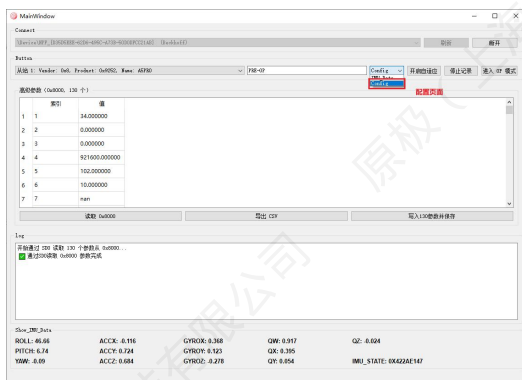 MainWindow
Connect
刷新
断开
Button
从站 1: Vander: 0x0, Product: 0x9252, Name: A5PRO
PRE-OP
Config
开启自适应
停止记录
进入 OP 模式
IMU_Data
Config
配置页面
底层参数 (0x8000, 130 个)
索引 值
1 1 34.000000
2 2 0.000000
3 3 0.000000
4 4 921600.000000
5 5 102.000000
6 6 10.000000
7 7 nan
读取 0x8000
导出 CSV
写入130参数并保存
Log
开始通过 SDO 读取 130 个参数点 0x8000...
✅ 通过SDO读取 0x8000 参数完成
Show_IMU_Data
ROLL: 46.66 ACCX: -0.116 GYROX: 0.368 QW: 0.917 QZ: -0.024
PITCH: 6.74 ACCY: 0.724 GYROY: 0.123 QX: 0.395
YAW: -0.09 ACCZ: 0.684 GYROZ: -0.278 QY: 0.054 IMU_STATE: 0X422AE147